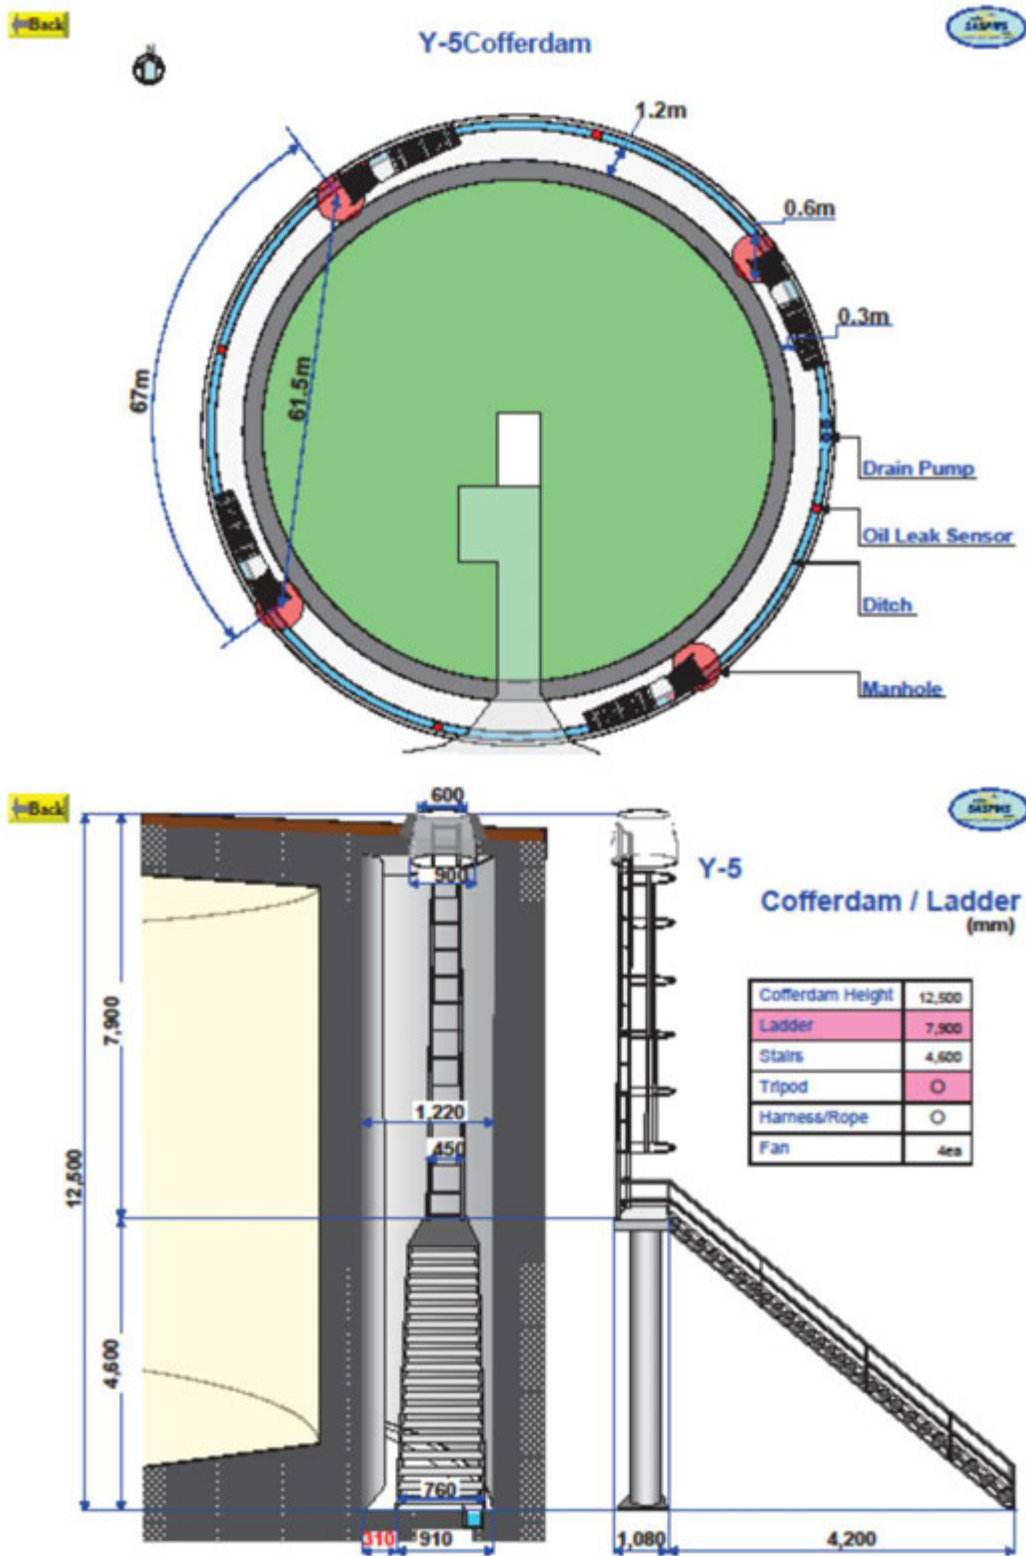 Back
Y-5Cofferdam
SASPINS
1.2m
0.6m
0.3m
67m
61.5m
Drain Pump
Oil Leak Sensor
Ditch
Manhole
Back
600
SASPINS
Y-5
Cofferdam / Ladder
(mm)
900
Cofferdam Height 12,500
Ladder 7,900
Stairs 4,600
Tripod ○
Harness/Rope ○
Fan 4ea
7,900
1,220
450
12,500
4,600
760
310
910
1,080
4,200